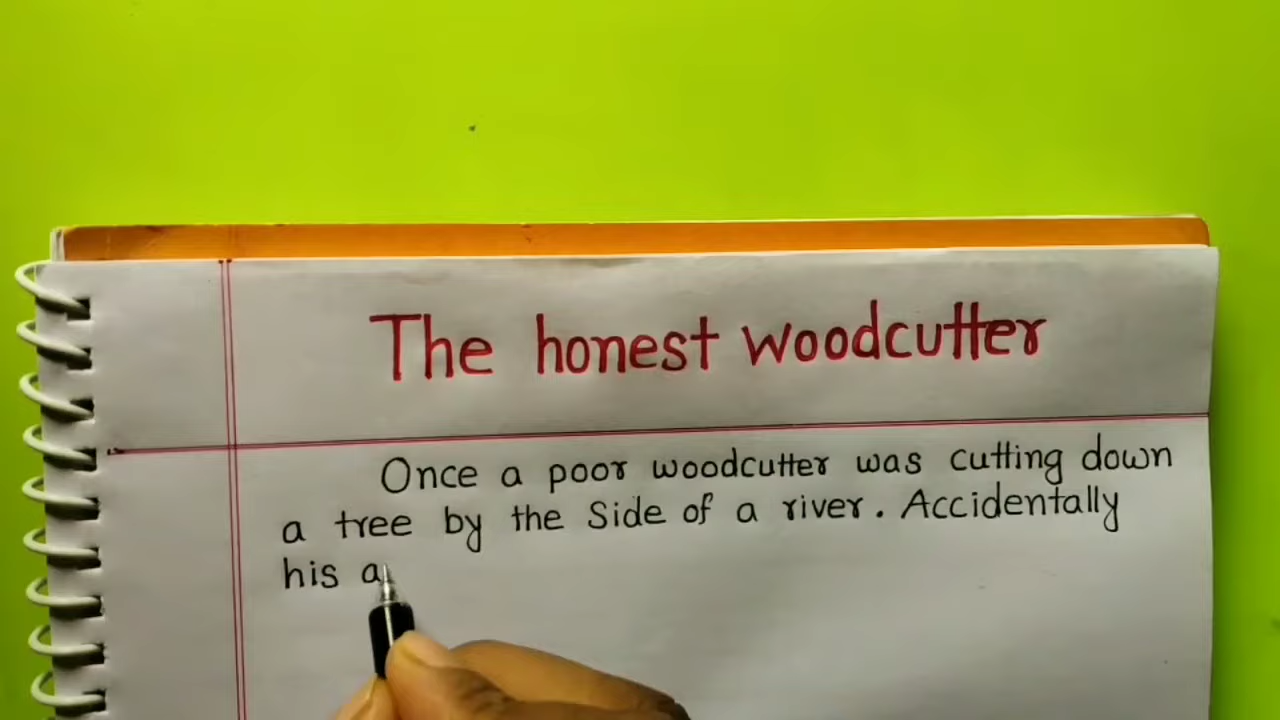 The honest woodcutter
Once a poor woodcutter was cutting down
a tree by the Side of a river. Accidentally
his a